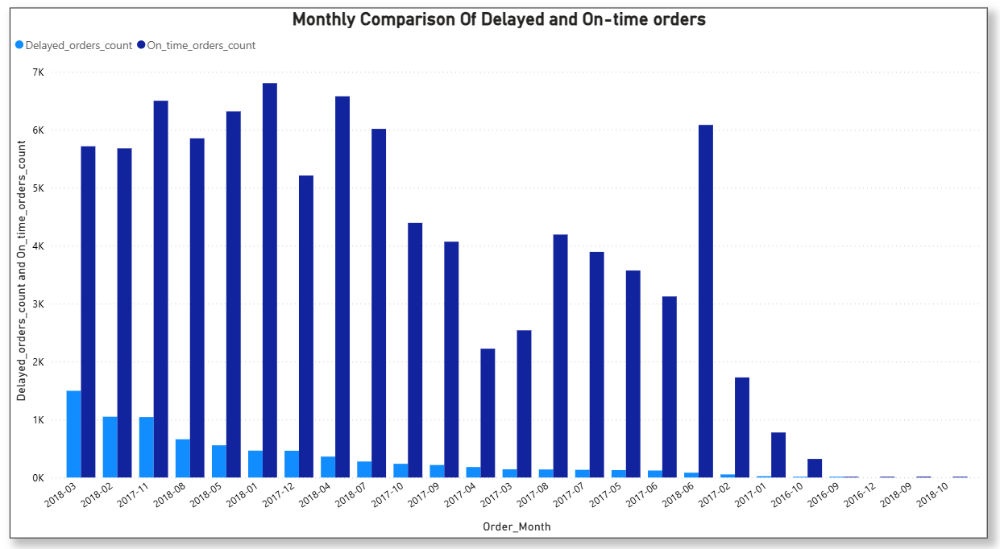 Monthly Comparison Of Delayed and On-time orders
Delayed_orders_count On_time_orders_count
Delayed_orders_count and On_time_orders_count
7K
6K
5K
4K
3K
2K
1K
0K
2018-03 2018-02 2017-11 2018-08 2018-05 2018-01 2017-12 2018-04 2018-07 2017-10 2017-09 2017-04 2017-03 2017-08 2017-07 2017-05 2017-06 2018-06 2017-02 2017-01 2016-10 2016-09 2016-12 2018-09 2018-10
Order_Month